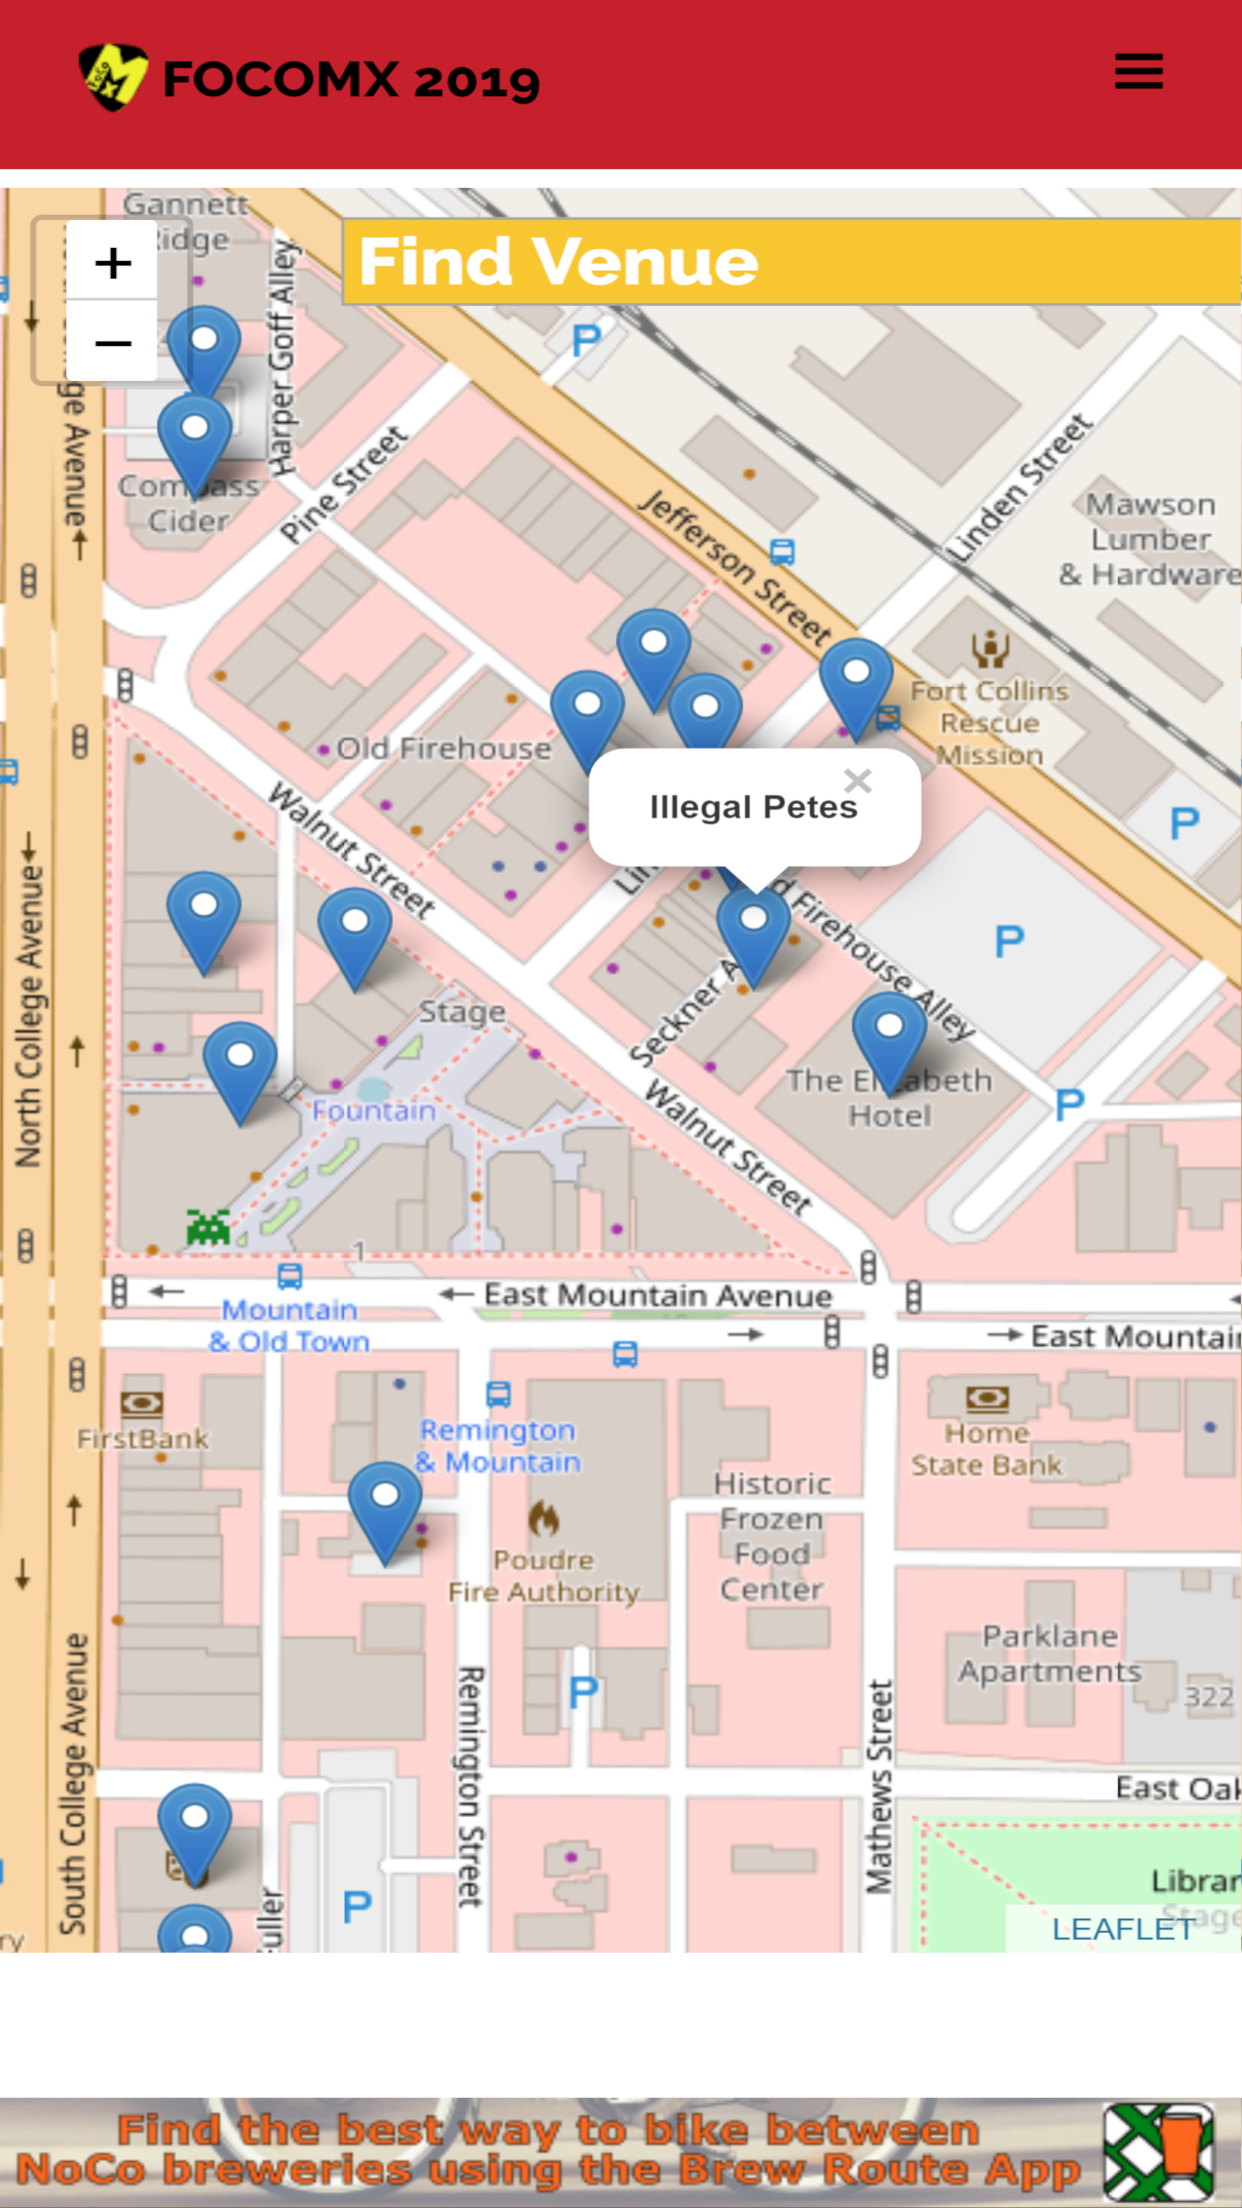 FOCOMX 2019
Gannett
Ridge
Find Venue
+
−
Harper Goff Alley
Pine Street
Compass
Cider
Jefferson Street
Linden Street
Mawson
Lumber
& Hardware
Fort Collins
Rescue
Mission
Old Firehouse
Illegal Petes
×
Walnut Street
Firehouse Alley
North College Avenue
Stage
Seckner
The Elizabeth
Hotel
Fountain
Walnut Street
1
East Mountain Avenue
East Mountain
Mountain
& Old Town
FirstBank
Remington
& Mountain
Home
State Bank
Historic
Frozen
Food
Center
Poudre
Fire Authority
Parklane
Apartments
322
South College Avenue
Remington Street
Mathews Street
East Oak
P
P
P
P
P
P
Fuller
Librar
Stage
LEAFLET
Find the best way to bike between
NoCo breweries using the Brew Route App